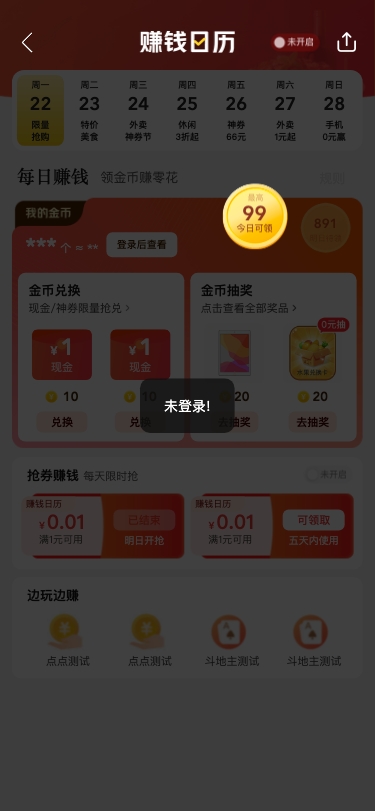 赚钱日历
未开启
周一 周二 周三 周四 周五 周六 周日
22 23 24 25 26 27 28
限量 特价 外卖 休闲 神券 外卖 手机
抢购 美食 神券节 3折起 66元 1元起 0元赢
每日赚钱 领金币赚零花
最高
99
今日可领
891
我的金币
*** 个 ≈ ** 登录后查看
金币兑换 金币抽奖
现金/神券限量抢兑 > 点击查看全部奖品 >
0元抽
¥1 ¥1
现金 现金
10 10 20 20
兑换 兑换 去抽奖 去抽奖
未登录!
抢券赚钱 每天限时抢 未开启
赚钱日历 赚钱日历
¥0.01 已结束 ¥0.01 可领取
满1元可用 明日开抢 满1元可用 五天内使用
边玩边赚
点点测试 点点测试 斗地主测试 斗地主测试